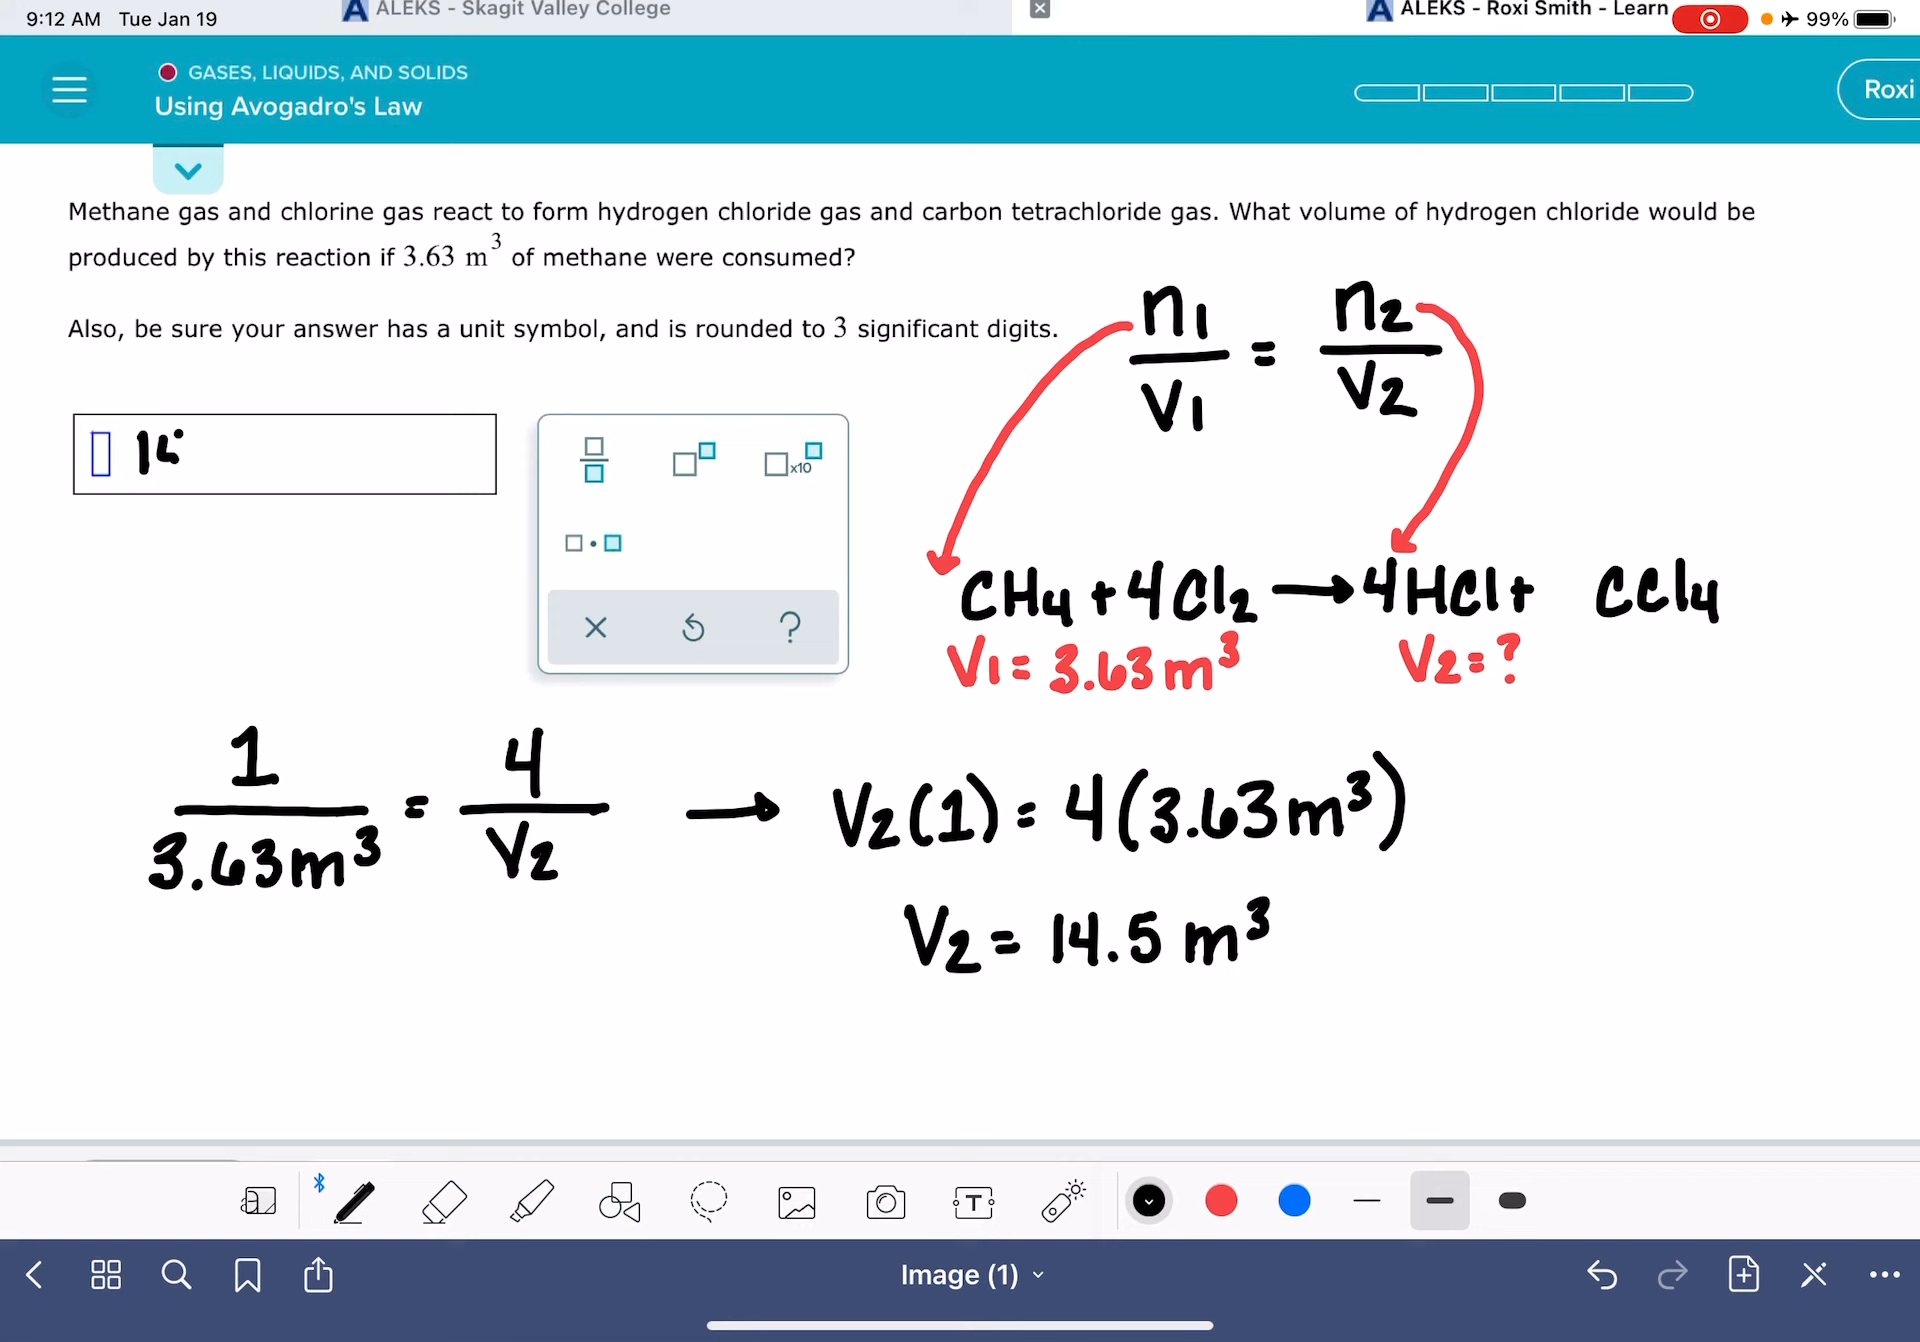 9:12 AM Tue Jan 19
ALEKS - Skagit Valley College
ALEKS - Roxi Smith - Learn
99%
GASES, LIQUIDS, AND SOLIDS
Using Avogadro's Law
Roxi
Methane gas and chlorine gas react to form hydrogen chloride gas and carbon tetrachloride gas. What volume of hydrogen chloride would be
produced by this reaction if 3.63 m³ of methane were consumed?
Also, be sure your answer has a unit symbol, and is rounded to 3 significant digits.
n1/V1 = n2/V2
x10
CH4 + 4Cl2 → 4HCl + CCl4
V1 = 3.63 m³ V2 = ?
1/3.63m³ = 4/V2 → V2(1) = 4(3.63m³)
V2 = 14.5 m³
Image (1)